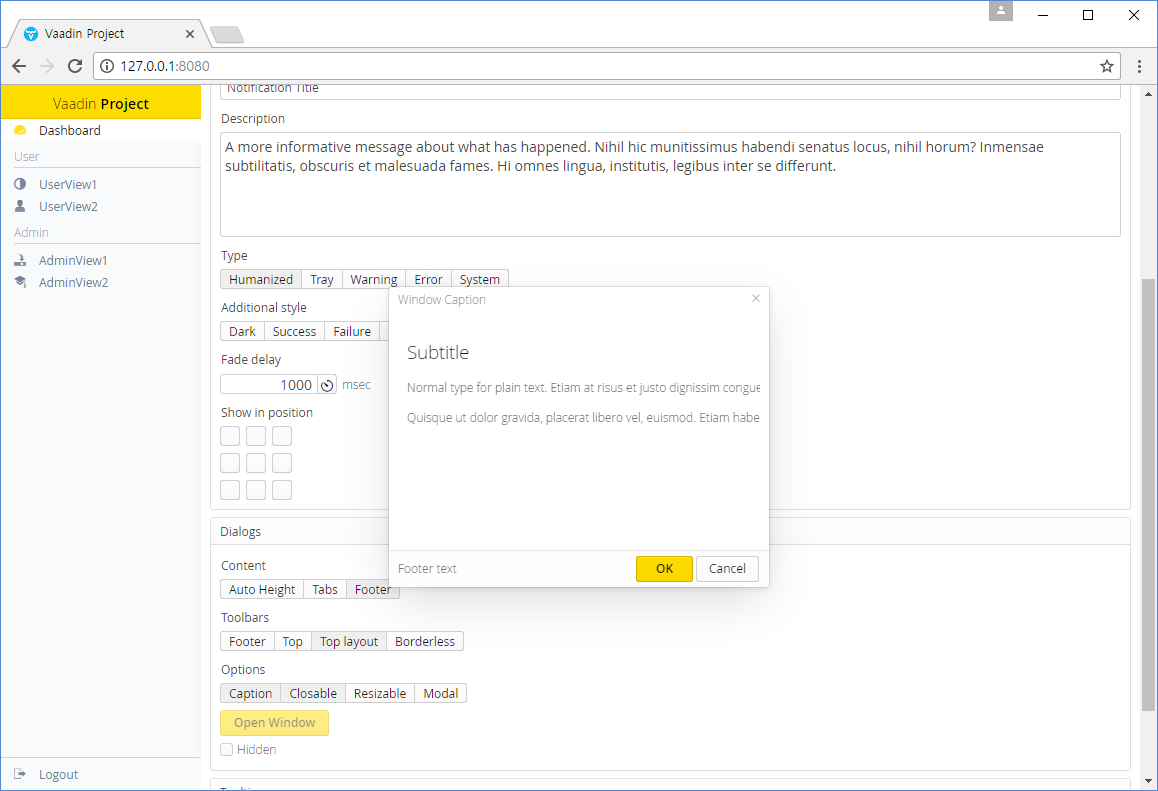 Vaadin Project
127.0.0.1:8080
Vaadin Project
Dashboard
User
UserView1
UserView2
Admin
AdminView1
AdminView2
Logout
Notification Title
Description
A more informative message about what has happened. Nihil hic munitissimus habendi senatus locus, nihil horum? Inmensae
subtilitatis, obscuris et malesuada fames. Hi omnes lingua, institutis, legibus inter se differunt.
Type
Humanized Tray Warning Error System
Additional style
Dark Success Failure
Fade delay
1000 msec
Show in position
Window Caption
Subtitle
Normal type for plain text. Etiam at risus et justo dignissim congue
Quisque ut dolor gravida, placerat libero vel, euismod. Etiam habe
Footer text OK Cancel
Dialogs
Content
Auto Height Tabs Footer
Toolbars
Footer Top Top layout Borderless
Options
Caption Closable Resizable Modal
Open Window
Hidden